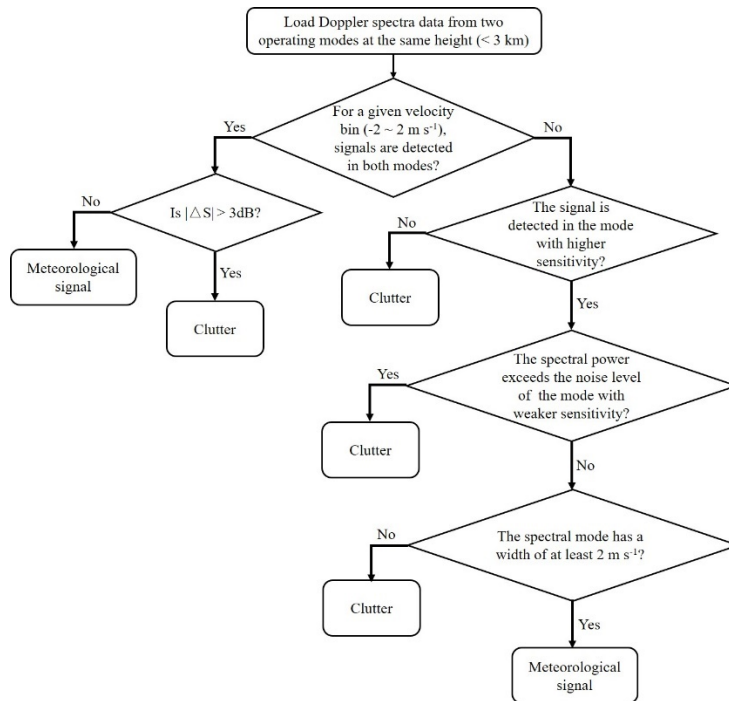 Load Doppler spectra data from two
operating modes at the same height (< 3 km)
For a given velocity
bin (-2 ~ 2 m s⁻¹),
signals are detected
in both modes?
Yes
No
Is |△S| > 3dB?
No
Yes
Meteorological
signal
Clutter
The signal is
detected in the mode
with higher
sensitivity?
No
Clutter
Yes
The spectral power
exceeds the noise level
of the mode with
weaker sensitivity?
Yes
Clutter
No
The spectral mode has a
width of at least 2 m s⁻¹?
No
Clutter
Yes
Meteorological
signal